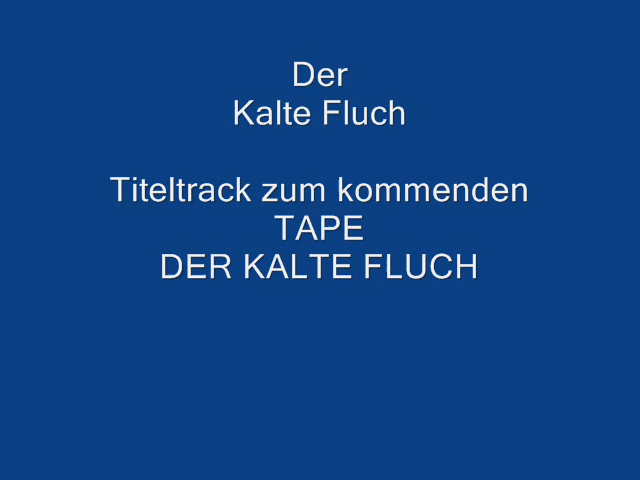 Der
Kalte Fluch
Titeltrack zum kommenden
TAPE
DER KALTE FLUCH